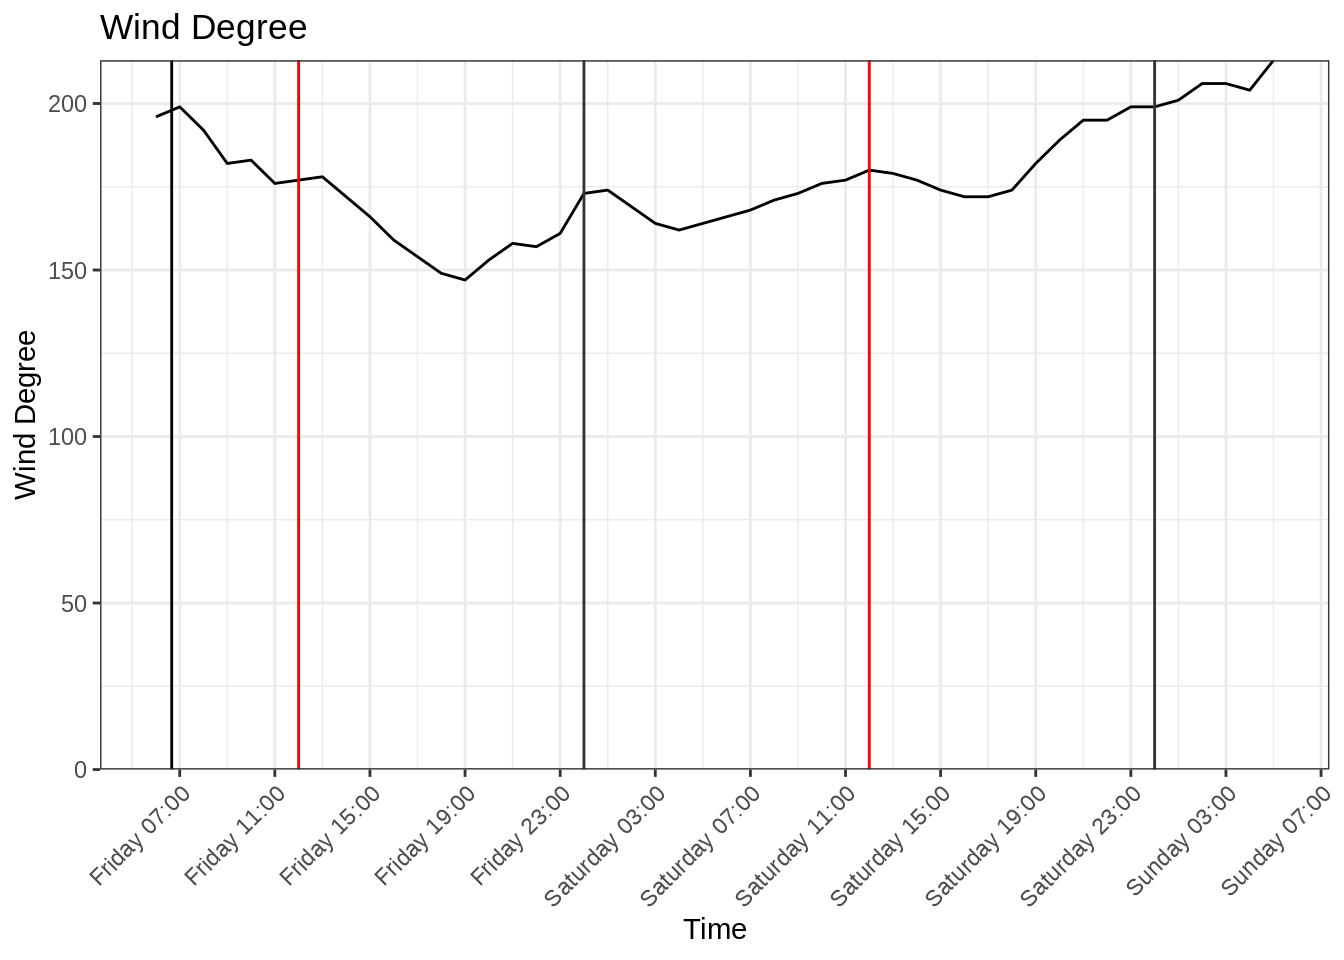 Wind Degree
Wind Degree
200
150
100
50
0
Friday 07:00
Friday 11:00
Friday 15:00
Friday 19:00
Friday 23:00
Saturday 03:00
Saturday 07:00
Saturday 11:00
Saturday 15:00
Saturday 19:00
Saturday 23:00
Sunday 03:00
Sunday 07:00
Time